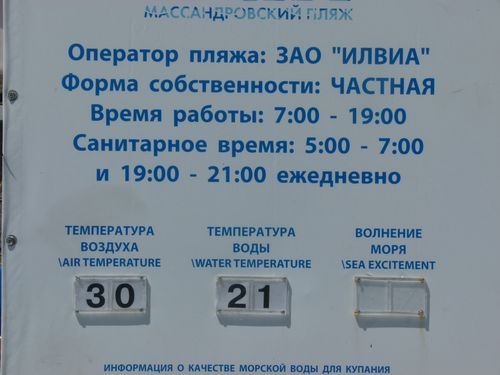 МАССАНДРОВСКИЙ ПЛЯЖ
Оператор пляжа: ЗАО "ИЛВИА"
Форма собственности: ЧАСТНАЯ
Время работы: 7:00 - 19:00
Санитарное время: 5:00 - 7:00
и 19:00 - 21:00 ежедневно
ТЕМПЕРАТУРА
ВОЗДУХА
\AIR TEMPERATURE
30
ТЕМПЕРАТУРА
ВОДЫ
\WATER TEMPERATURE
21
ВОЛНЕНИЕ
МОРЯ
\SEA EXCITEMENT
ИНФОРМАЦИЯ О КАЧЕСТВЕ МОРСКОЙ ВОДЫ ДЛЯ КУПАНИЯ